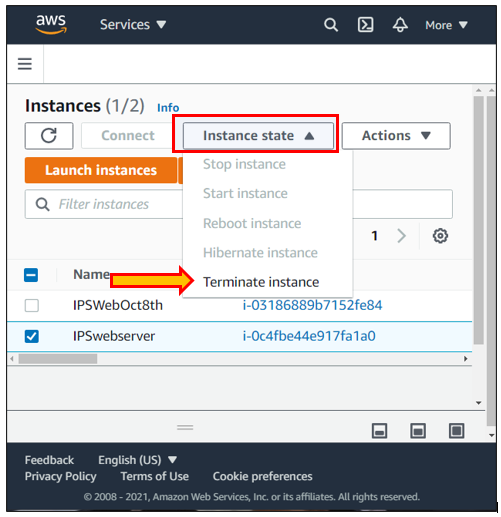 aws Services More
Instances (1/2) Info
Connect Instance state Actions
Launch instances
Stop instance
Start instance
Reboot instance
Hibernate instance
Terminate instance
Filter instances
1
Name
IPSWebOct8th i-03186889b7152fe84
IPSwebserver i-0c4fbe44e917fa1a0
Feedback English (US)
Privacy Policy Terms of Use Cookie preferences
© 2008 - 2021, Amazon Web Services, Inc. or its affiliates. All rights reserved.